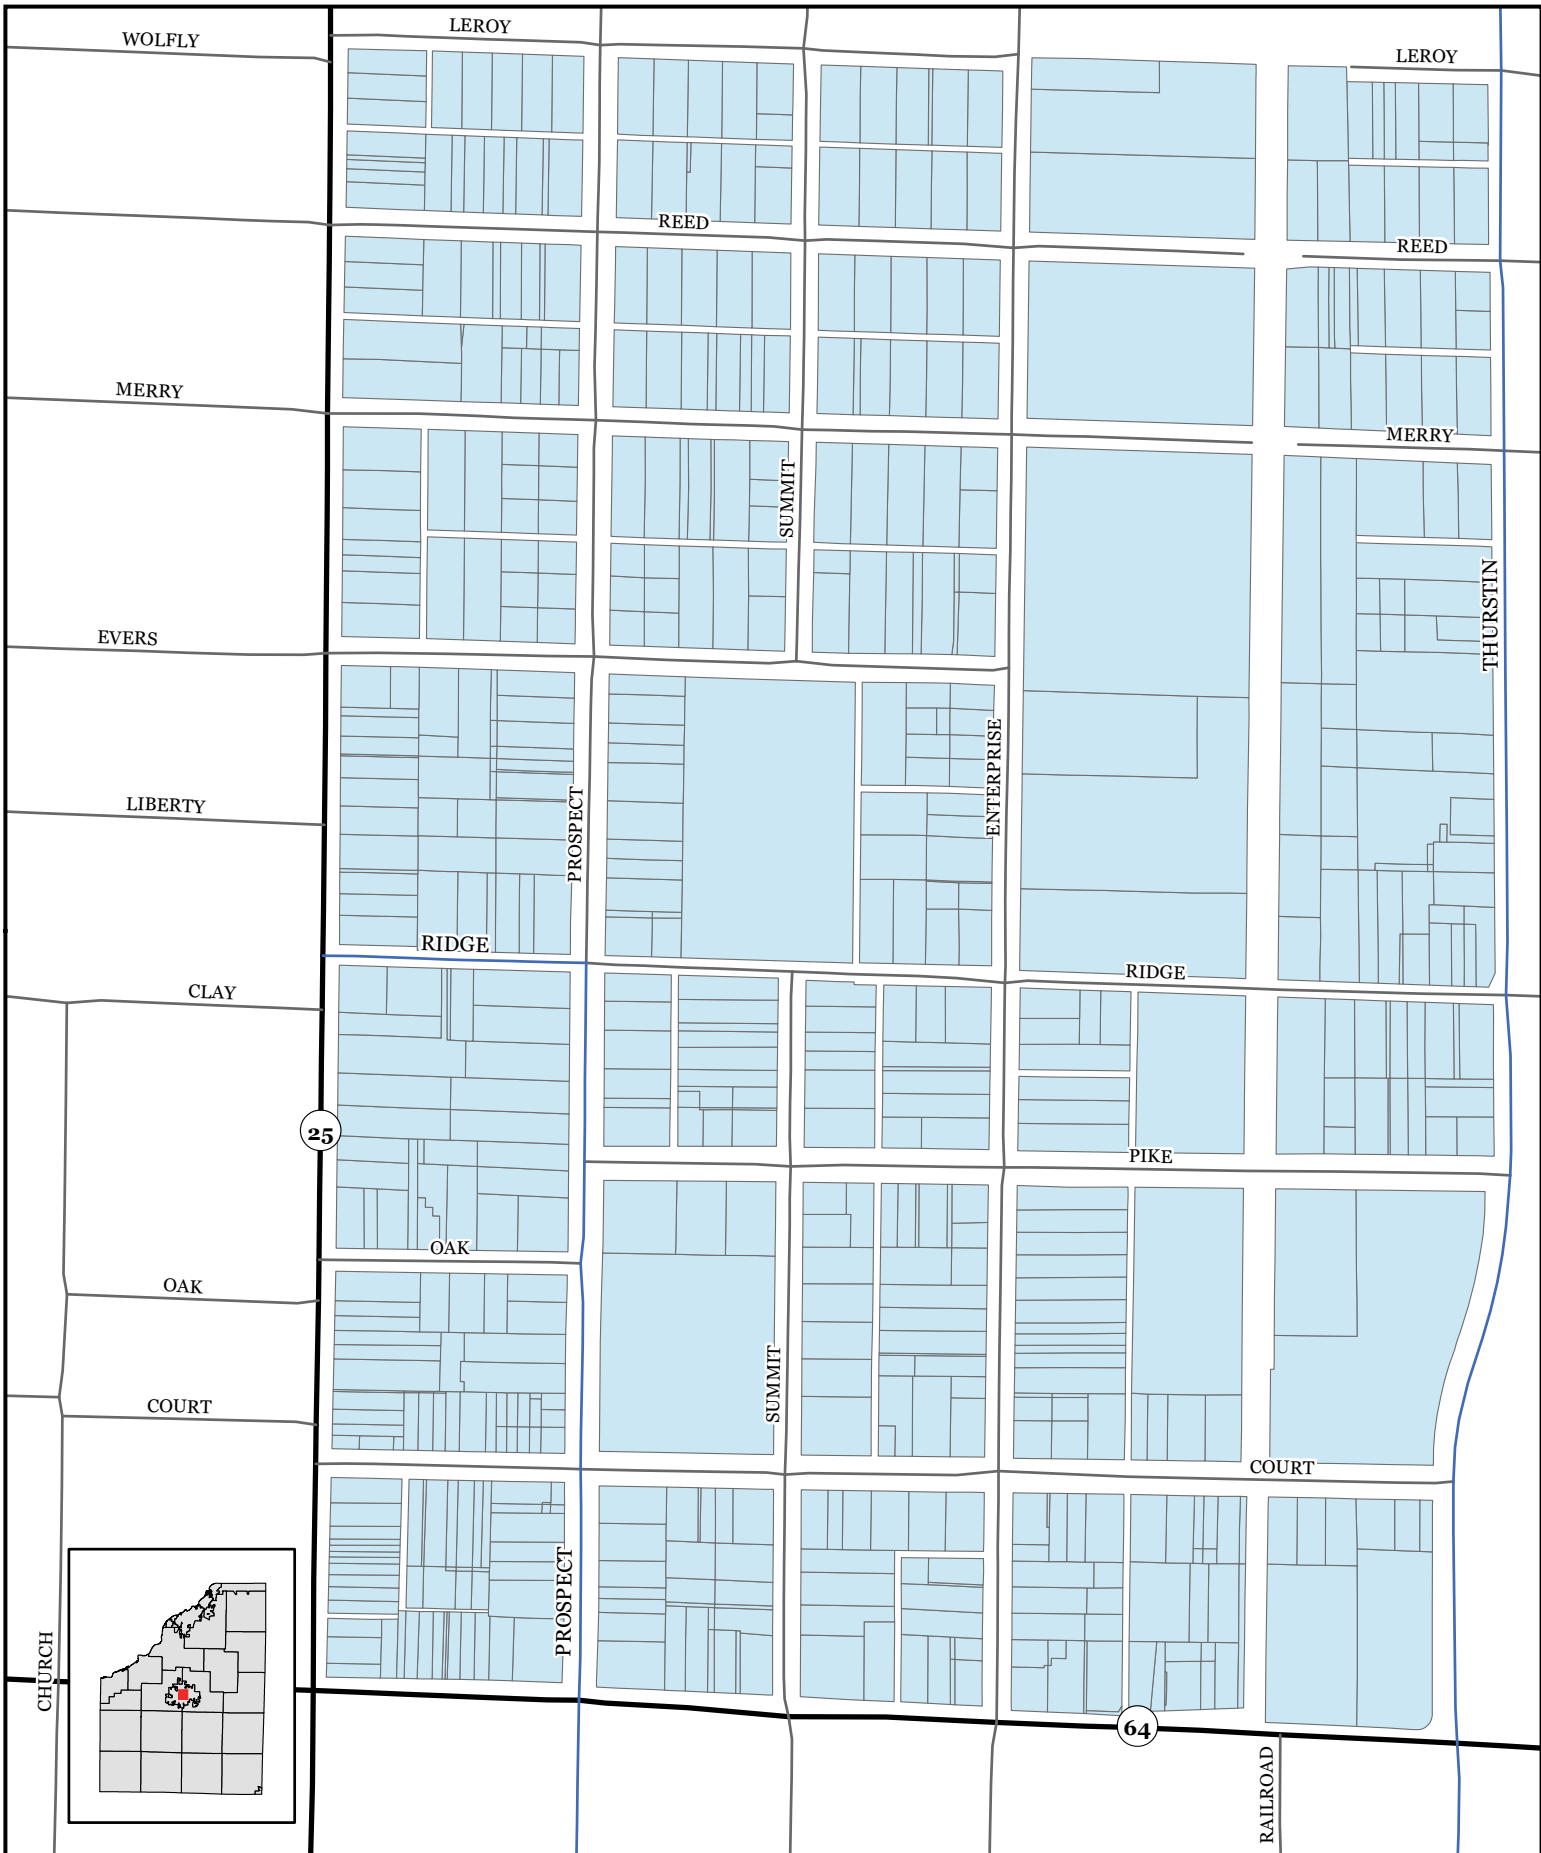 LEROY
WOLFLY
LEROY
REED
REED
MERRY
MERRY
SUMMIT
THURSTIN
EVERS
ENTERPRISE
PROSPECT
LIBERTY
RIDGE
RIDGE
CLAY
25
PIKE
OAK
OAK
SUMMIT
COURT
COURT
PROSPECT
CHURCH
64
RAILROAD